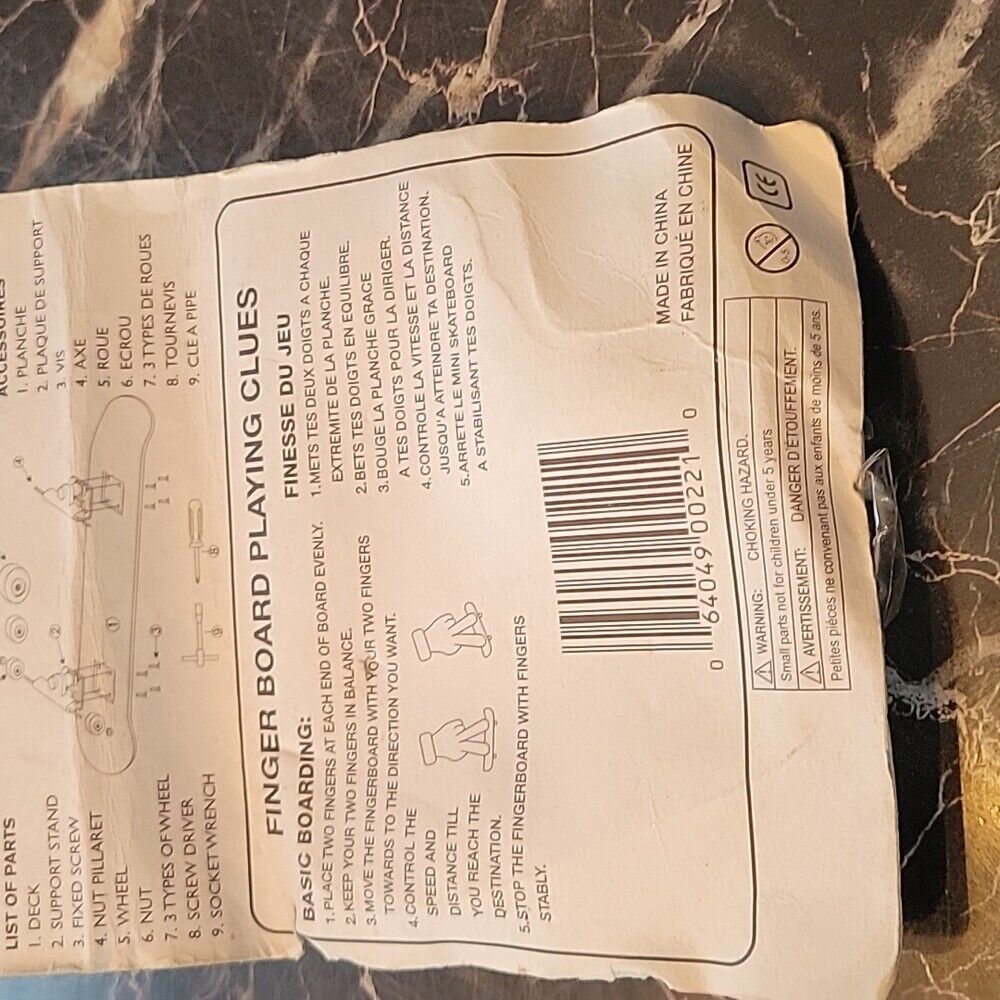 LIST OF PARTS
1. DECK
2. SUPPORT STAND
3. FIXED SCREW
4. NUT PILLARET
5. WHEEL
6. NUT
7. 3 TYPES OF WHEEL
8. SCREW DRIVER
9. SOCKET WRENCH
4
2
1
3
8
9
ACCESSOIRES
1. PLANCHE
2. PLAQUE DE SUPPORT
3. VIS
4. AXE
5. ROUE
6. ECROU
7. 3 TYPES DE ROUES
8. TOURNEVIS
9. CLE A PIPE
FINGER BOARD PLAYING CLUES
BASIC BOARDING:
1.PLACE TWO FINGERS AT EACH END OF BOARD EVENLY.
2.KEEP YOUR TWO FINGERS IN BALANCE.
3.MOVE THE FINGERBOARD WITH YOUR TWO FINGERS
TOWARDS TO THE DIRECTION YOU WANT.
4.CONTROL THE
SPEED AND
DISTANCE TILL
YOU REACH THE
DESTINATION.
5.STOP THE FINGERBOARD WITH FINGERS
STABLY.
FINESSE DU JEU
1.METS TES DEUX DOIGTS A CHAQUE
EXTREMITE DE LA PLANCHE.
2.BETS TES DOIGTS EN EQUILIBRE.
3.BOUGE LA PLANCHE GRACE
A TES DOIGTS POUR LA DIRIGER.
4.CONTROLE LA VITESSE ET LA DISTANCE
JUSQU'A ATTEINDRE TA DESTINATION.
5.ARRETE LE MINI SKATEBOARD
A STABILISANT TES DOIGTS.
0 64049 00221 0
MADE IN CHINA
FABRIQUÉ EN CHINE
WARNING: CHOKING HAZARD.
Small parts not for children under 5 years
AVERTISSEMENT: DANGER D'ÉTOUFFEMENT.
Petites pièces ne convenant pas aux enfants de moins de 5 ans.
0-3
CE